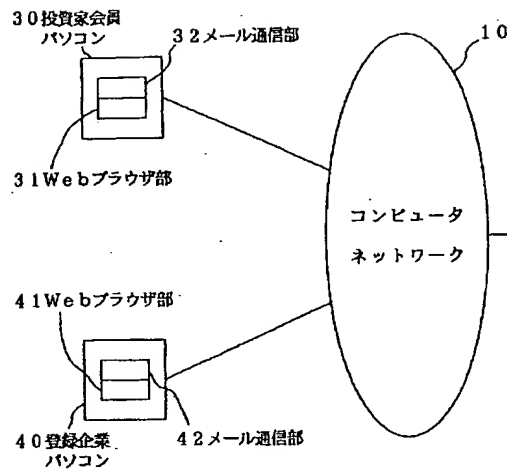 30投資家会員
パソコン
32メール通信部
10
31Webブラウザ部
コンピュータ
ネットワーク
41Webブラウザ部
40登録企業
パソコン
42メール通信部